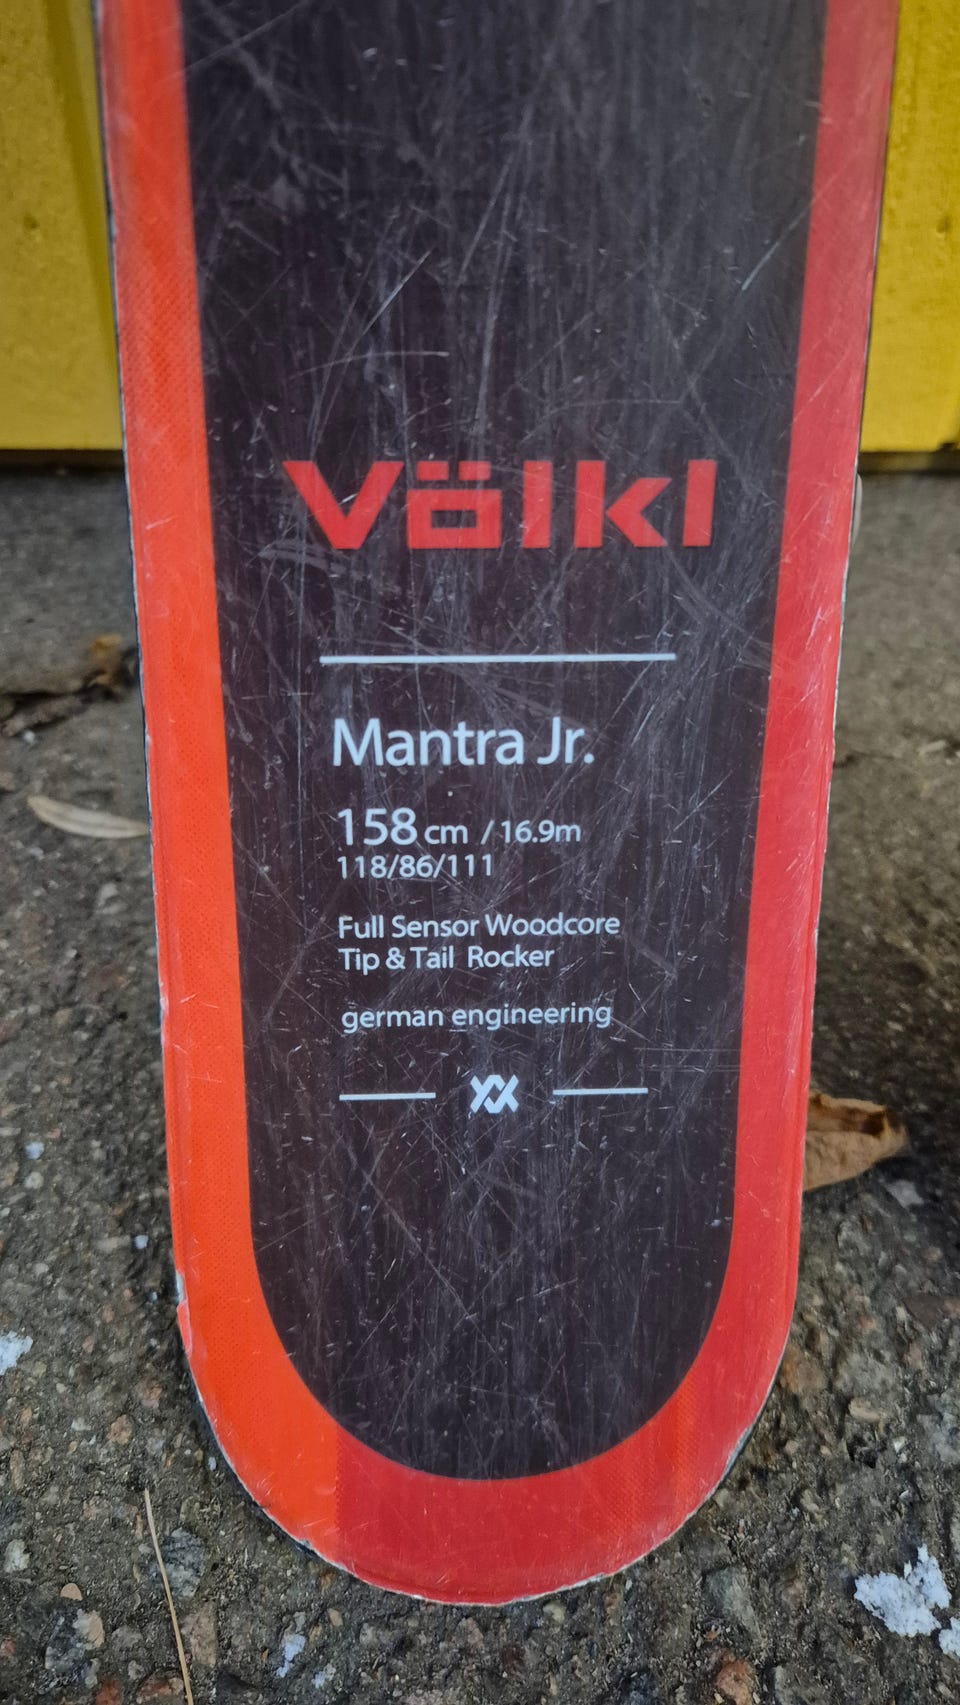 Völkl
Mantra Jr.
158 cm / 16.9m
118/86/111
Full Sensor Woodcore
Tip & Tail Rocker
german engineering